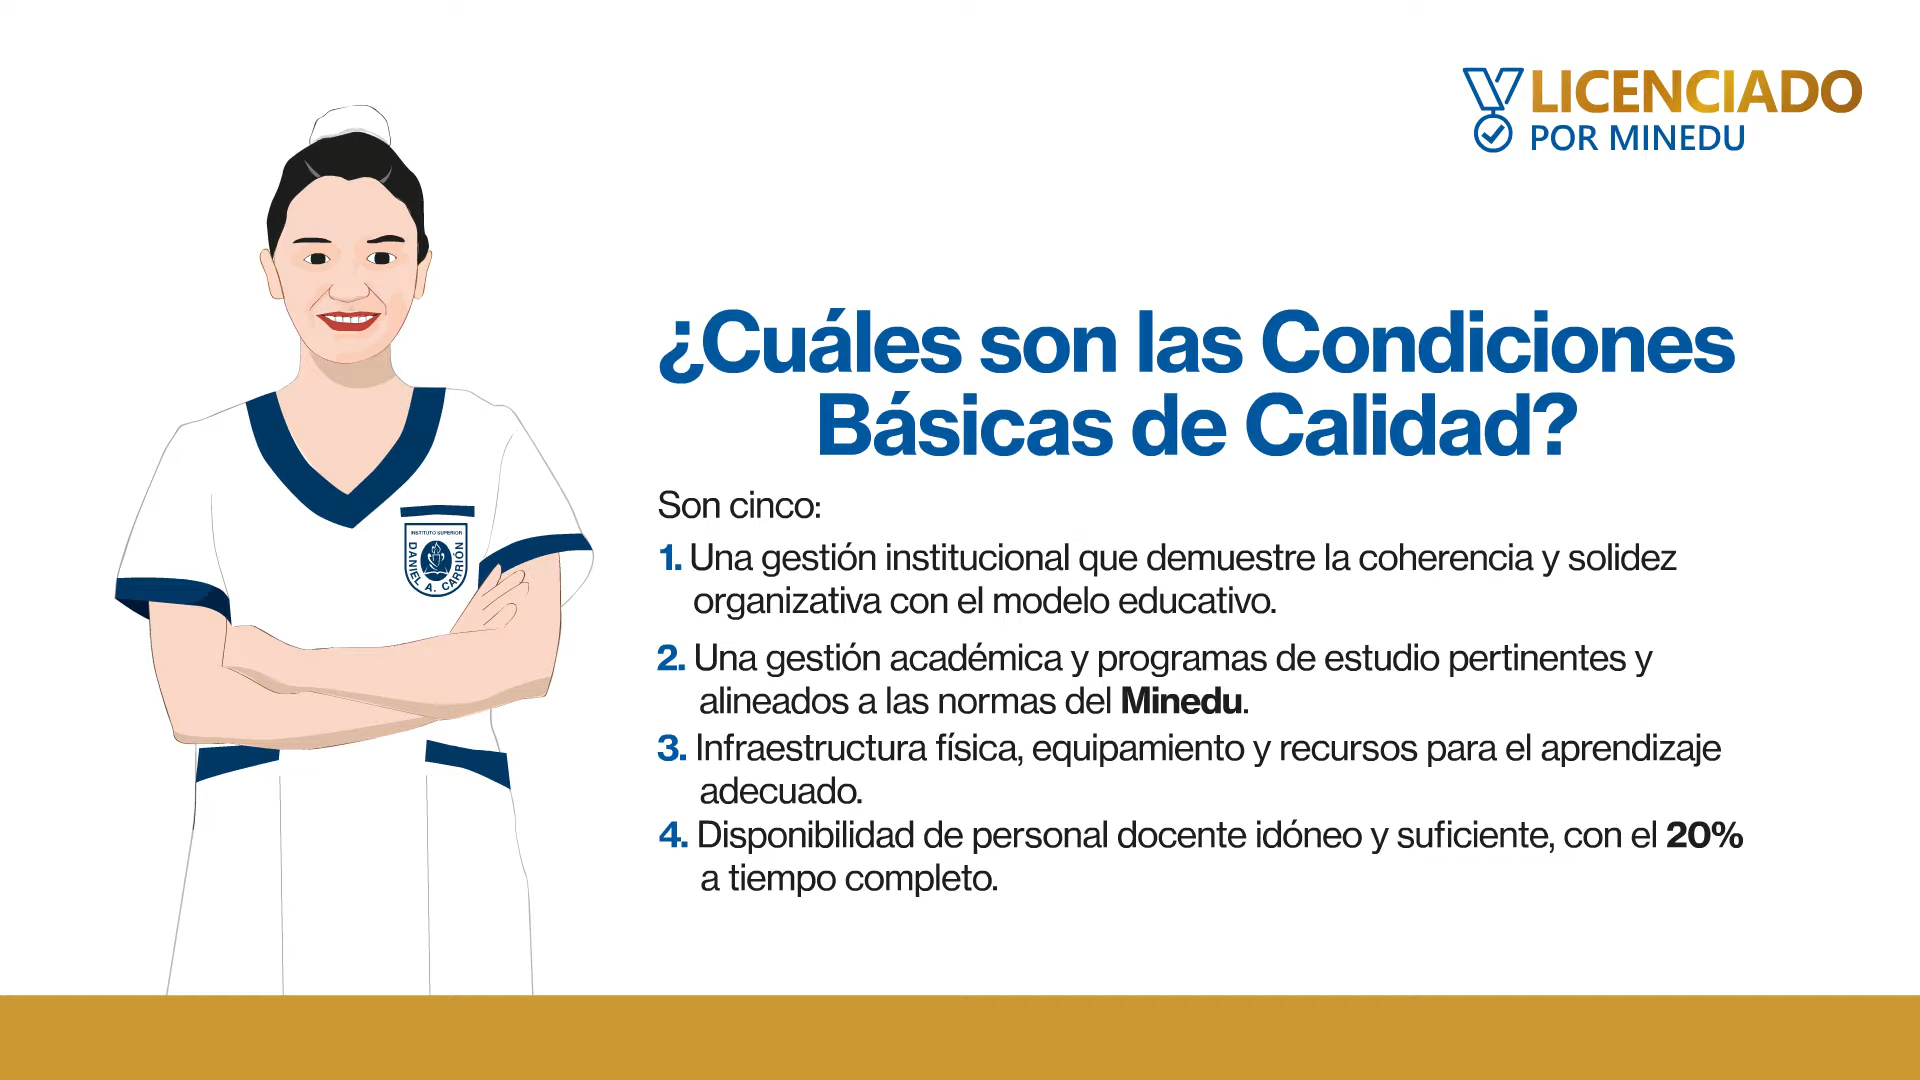 LICENCIADO
POR MINEDU
¿Cuáles son las Condiciones
Básicas de Calidad?
Son cinco:
1. Una gestión institucional que demuestre la coherencia y solidez
organizativa con el modelo educativo.
2. Una gestión académica y programas de estudio pertinentes y
alineados a las normas del Minedu.
3. Infraestructura física, equipamiento y recursos para el aprendizaje
adecuado.
4. Disponibilidad de personal docente idóneo y suficiente, con el 20%
a tiempo completo.
INSTITUTO SUPERIOR
DANIEL A. CARRIÓN